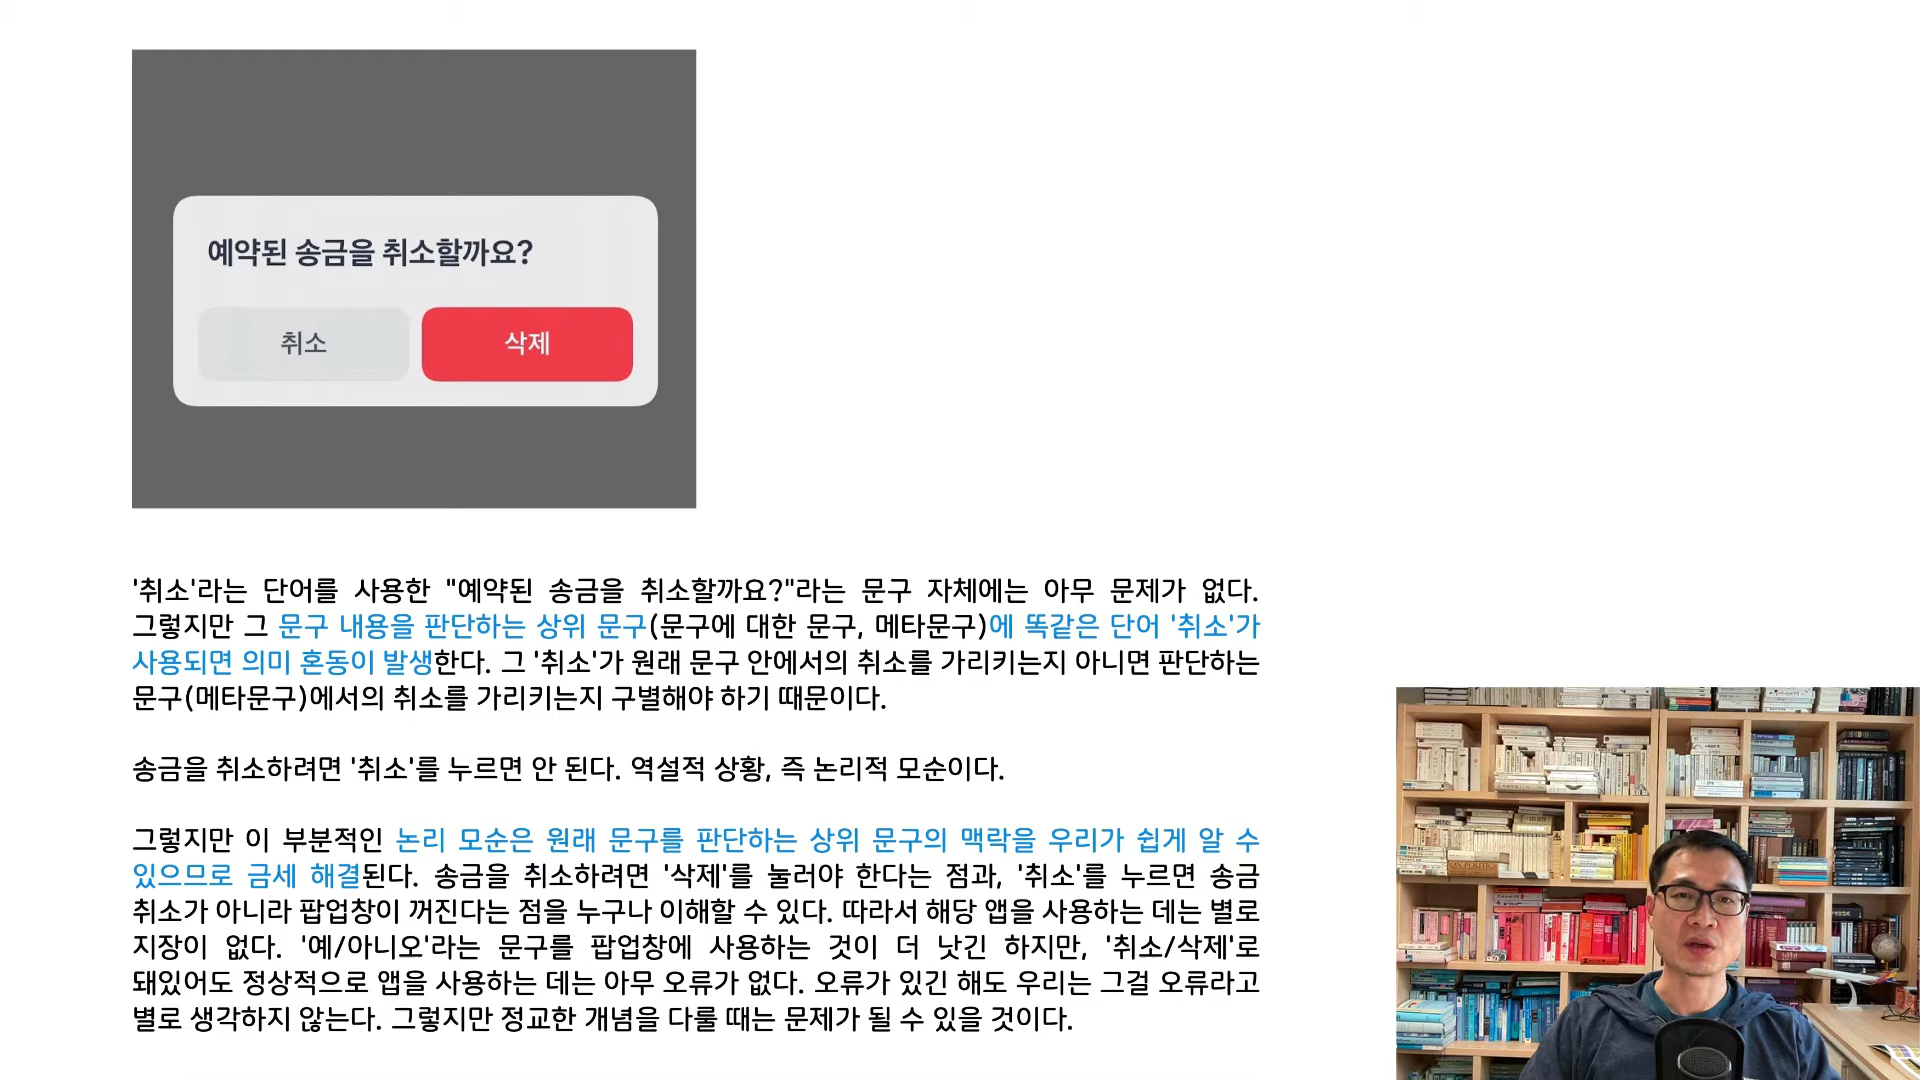 예약된 송금을 취소할까요?
취소
삭제
'취소'라는 단어를 사용한 "예약된 송금을 취소할까요?"라는 문구 자체에는 아무 문제가 없다.
그렇지만 그 문구 내용을 판단하는 상위 문구(문구에 대한 문구, 메타문구)에 똑같은 단어 '취소'가
사용되면 의미 혼동이 발생한다. 그 '취소'가 원래 문구 안에서의 취소를 가리키는지 아니면 판단하는
문구(메타문구)에서의 취소를 가리키는지 구별해야 하기 때문이다.
송금을 취소하려면 '취소'를 누르면 안 된다. 역설적 상황, 즉 논리적 모순이다.
그렇지만 이 부분적인 논리 모순은 원래 문구를 판단하는 상위 문구의 맥락을 우리가 쉽게 알 수
있으므로 금세 해결된다. 송금을 취소하려면 '삭제'를 눌러야 한다는 점과, '취소'를 누르면 송금
취소가 아니라 팝업창이 꺼진다는 점을 누구나 이해할 수 있다. 따라서 해당 앱을 사용하는 데는 별로
지장이 없다. '예/아니오'라는 문구를 팝업창에 사용하는 것이 더 낫긴 하지만, '취소/삭제'로
돼있어도 정상적으로 앱을 사용하는 데는 아무 오류가 없다. 오류가 있긴 해도 우리는 그걸 오류라고
별로 생각하지 않는다. 그렇지만 정교한 개념을 다룰 때는 문제가 될 수 있을 것이다.